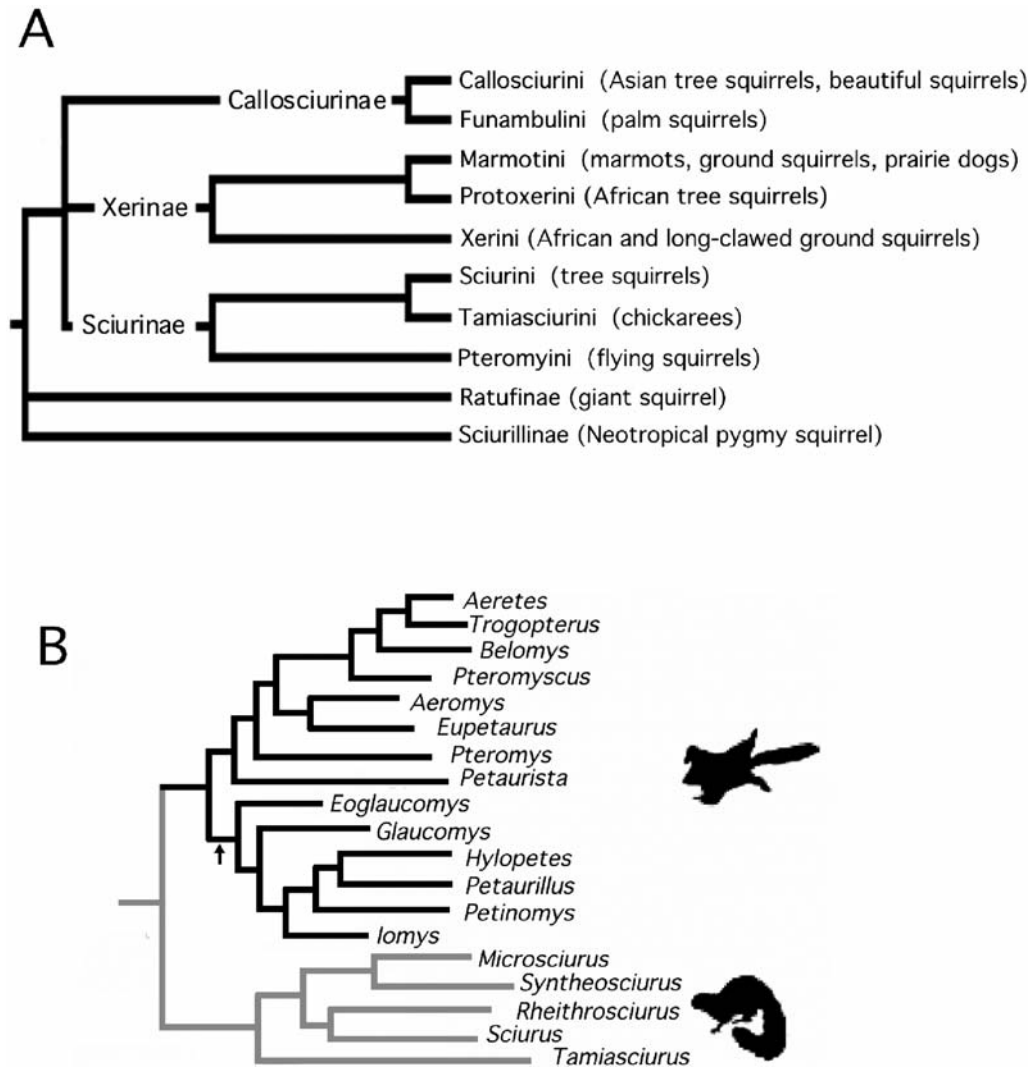 A
Callosciurinae
Callosciurini (Asian tree squirrels, beautiful squirrels)
Funambulini (palm squirrels)
Xerinae
Marmotini (marmots, ground squirrels, prairie dogs)
Protoxerini (African tree squirrels)
Xerini (African and long-clawed ground squirrels)
Sciurinae
Sciurini (tree squirrels)
Tamiasciurini (chickarees)
Pteromyini (flying squirrels)
Ratufinae (giant squirrel)
Sciurillinae (Neotropical pygmy squirrel)
B
Aeretes
Trogopterus
Belomys
Pteromyscus
Aeromys
Eupetaurus
Pteromys
Petaurista
Eoglaucomys
Glaucomys
Hylopetes
Petaurillus
Petinomys
Iomys
Microsciurus
Syntheosciurus
Rheithrosciurus
Sciurus
Tamiasciurus